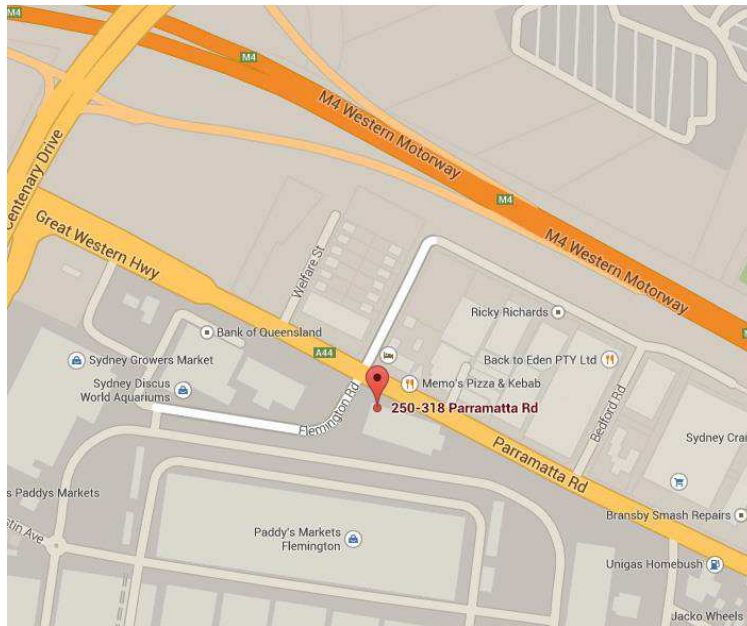 M4
M4
M4 Western Motorway
Centenary Drive
M4
Great Western Hwy
M4 Western Motorway
Welfare St
Ricky Richards
Bank of Queensland
A44
Sydney Growers Market
Back to Eden PTY Ltd
Sydney Discus
World Aquariums
Memo's Pizza & Kebab
Flemington Rd
250-318 Parramatta Rd
Bedford Rd
Sydney Cran
Parramatta Rd
s Paddys Markets
Bransby Smash Repairs
stin Ave
Paddy's Markets
Flemington
Unigas Homebush
Jacko Wheels